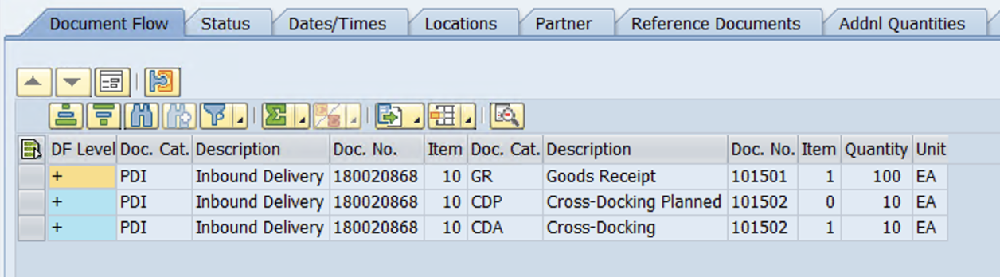 Document Flow Status Dates/Times Locations Partner Reference Documents Addnl Quantities
DF Level Doc. Cat. Description Doc. No. Item Doc. Cat. Description Doc. No. Item Quantity Unit
+ PDI Inbound Delivery 180020868 10 GR Goods Receipt 101501 1 100 EA
+ PDI Inbound Delivery 180020868 10 CDP Cross-Docking Planned 101502 0 10 EA
+ PDI Inbound Delivery 180020868 10 CDA Cross-Docking 101502 1 10 EA